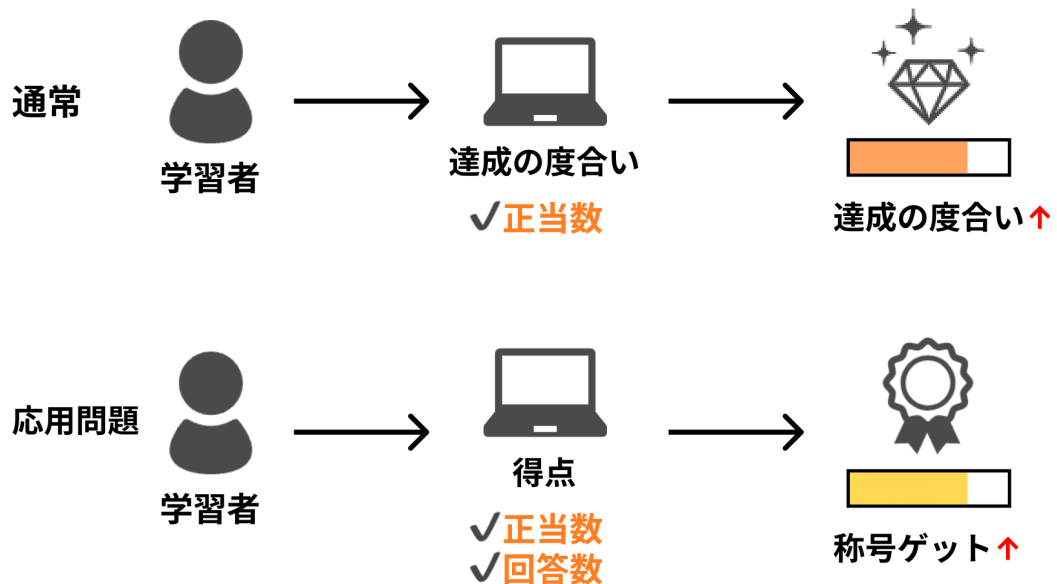 通常
学習者
達成の度合い
✓正当数
達成の度合い↑
応用問題
学習者
得点
✓正当数
✓回答数
称号ゲット↑